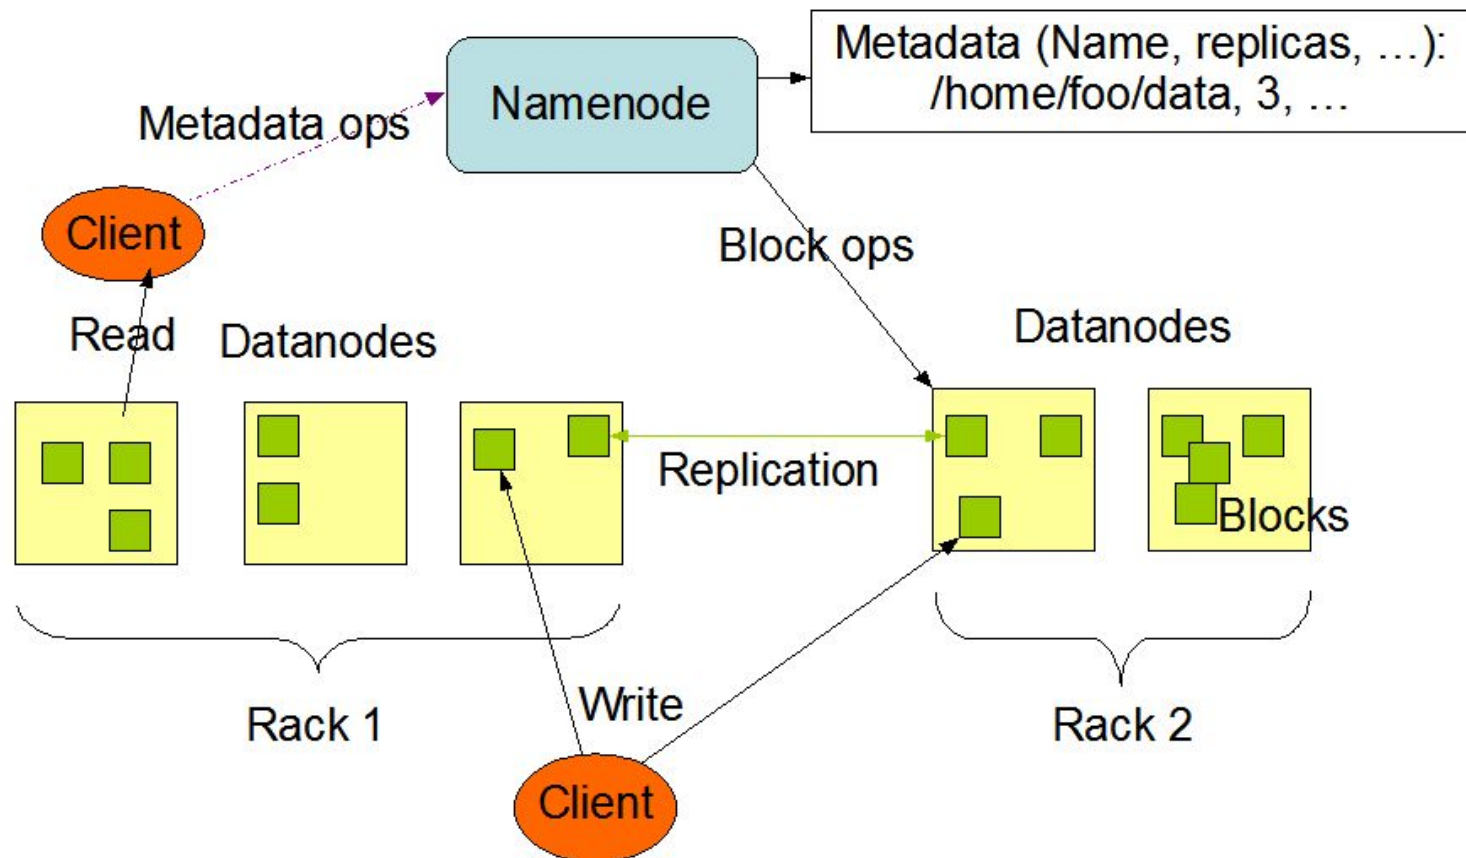 Metadata (Name, replicas, …):
/home/foo/data, 3, …
Namenode
Metadata ops
Client
Block ops
Read
Datanodes
Datanodes
Replication
Blocks
Rack 1
Write
Rack 2
Client